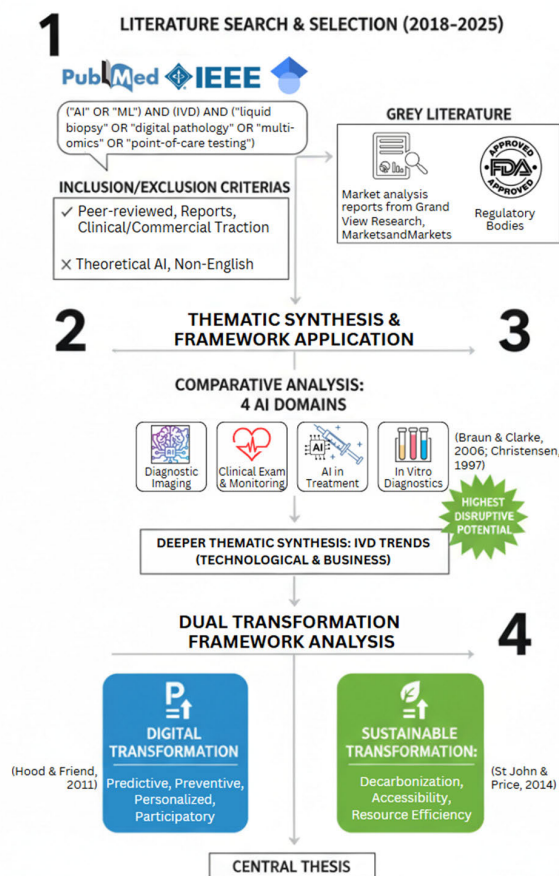 1
LITERATURE SEARCH & SELECTION (2018-2025)
PubMed
IEEE
("AI" OR "ML") AND (IVD) AND ("liquid
biopsy" OR "digital pathology" OR "multi-
omics" OR "point-of-care testing")
INCLUSION/EXCLUSION CRITERIAS
✓ Peer-reviewed, Reports,
Clinical/Commercial Traction
✕ Theoretical AI, Non-English
GREY LITERATURE
Market analysis
reports from Grand
View Research,
MarketsandMarkets
APPROVED
FDA
APPROVED
Regulatory
Bodies
2
THEMATIC SYNTHESIS &
FRAMEWORK APPLICATION
3
COMPARATIVE ANALYSIS:
4 AI DOMAINS
Diagnostic
Imaging
Clinical Exam
& Monitoring
AI
AI in
Treatment
In Vitro
Diagnostics
(Braun & Clarke,
2006; Christensen,
1997)
HIGHEST
DISRUPTIVE
POTENTIAL
DEEPER THEMATIC SYNTHESIS: IVD TRENDS
(TECHNOLOGICAL & BUSINESS)
DUAL TRANSFORMATION
FRAMEWORK ANALYSIS
4
(Hood & Friend,
2011)
P
DIGITAL
TRANSFORMATION
Predictive, Preventive,
Personalized,
Participatory
SUSTAINABLE
TRANSFORMATION:
Decarbonization,
Accessibility,
Resource Efficiency
(St John &
Price, 2014)
CENTRAL THESIS